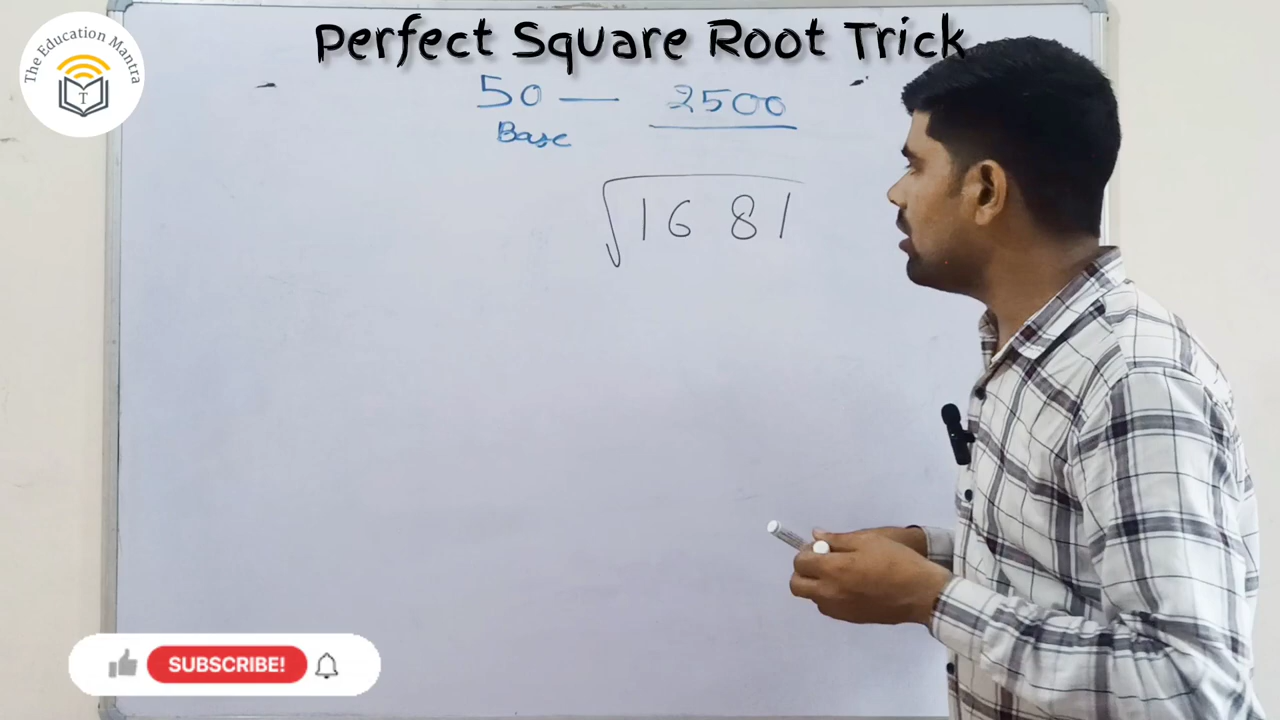 Perfect Square Root Trick
The Education Mantra
T
50 — 2500
Base
√1681
SUBSCRIBE!